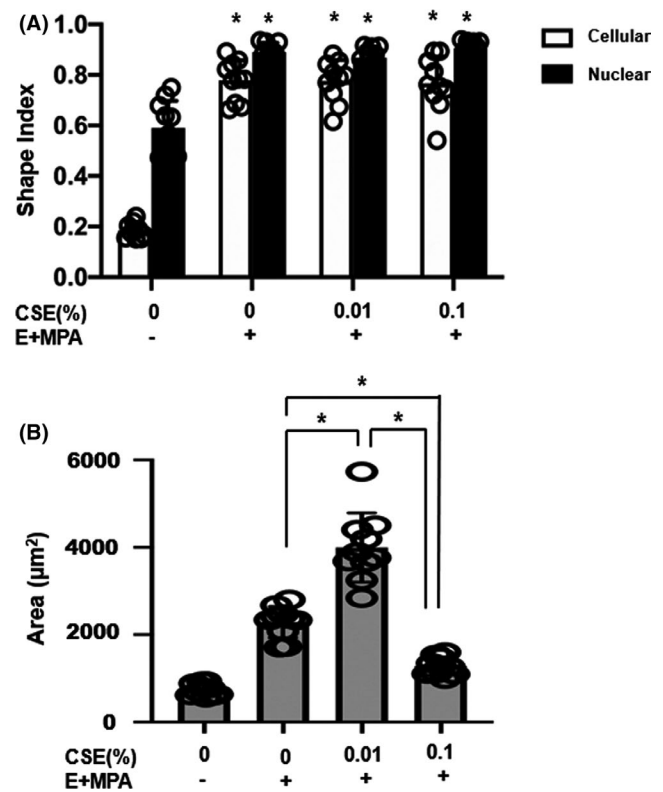 (A)
* * * * * *
Cellular
Nuclear
Shape Index
1.0
0.8
0.6
0.4
0.2
0.0
CSE(%) 0 0 0.01 0.1
E+MPA - + + +
(B)
*
* *
Area (µm²)
6000
4000
2000
0
CSE(%) 0 0 0.01 0.1
E+MPA - + + +